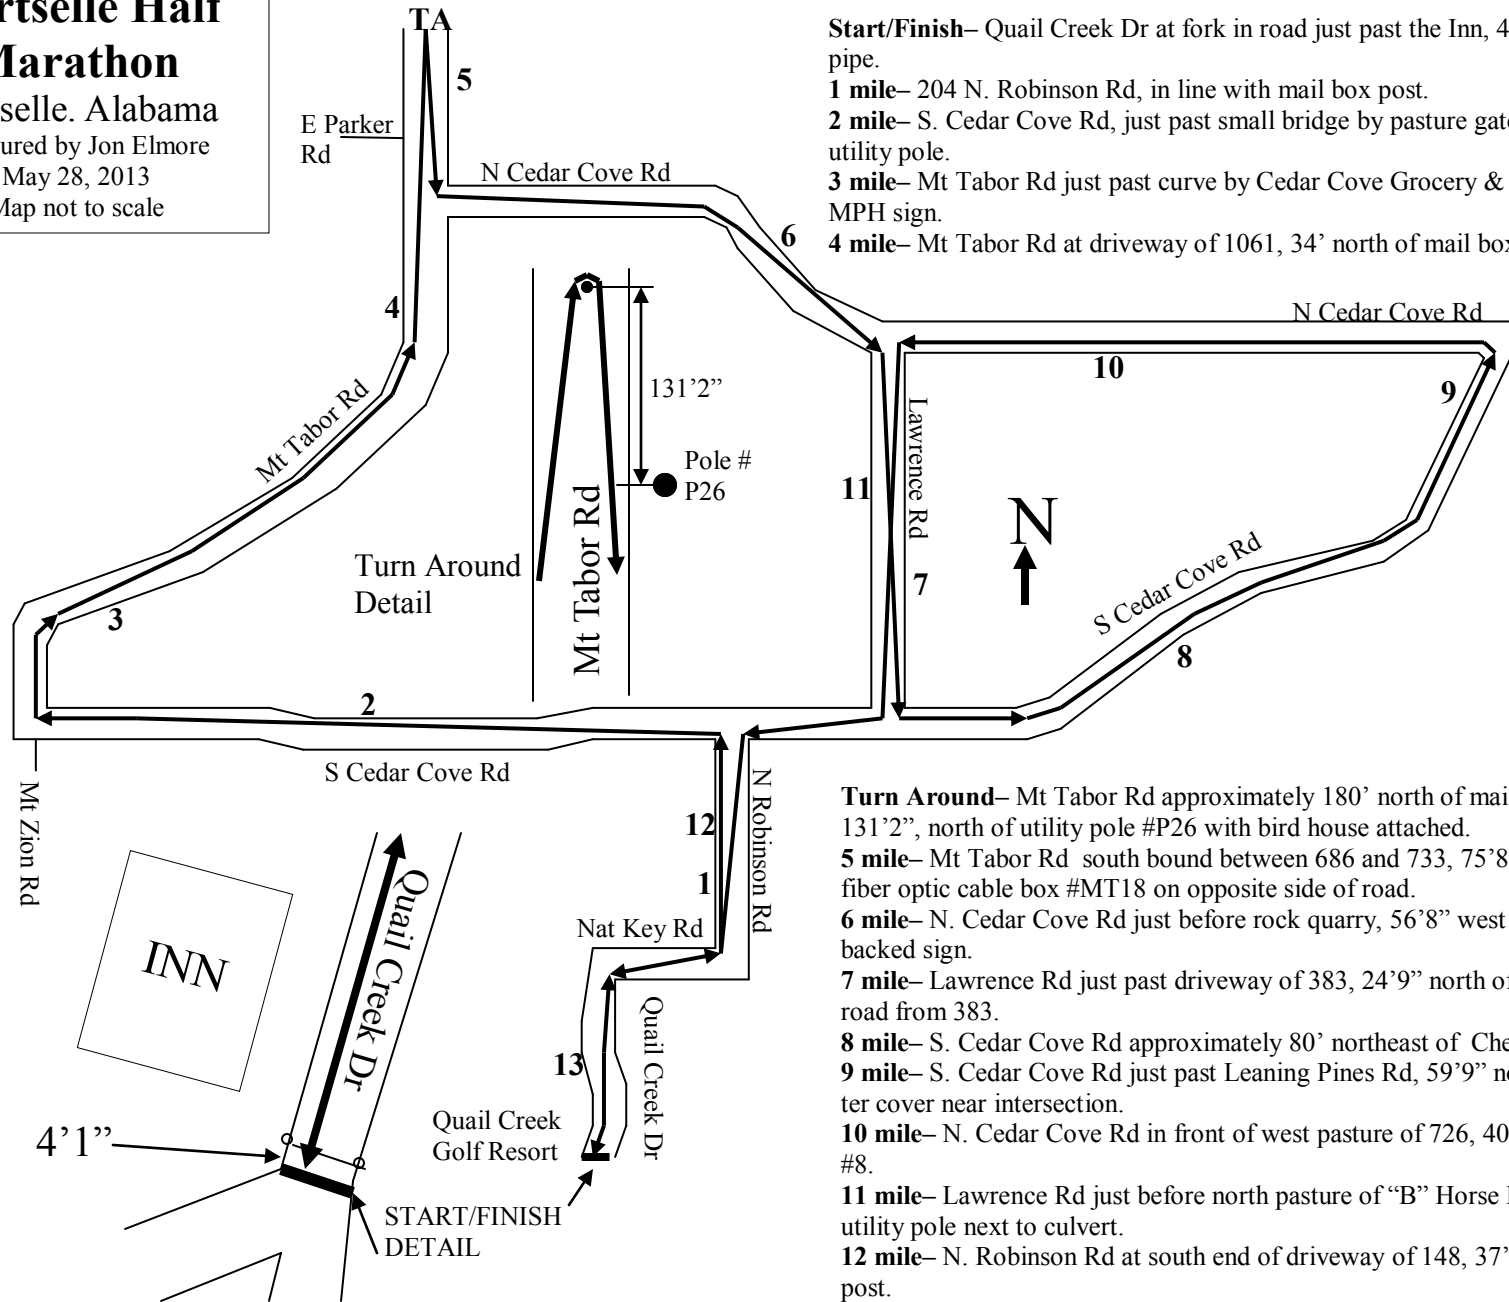 Half
Marathon
Alabama
by Jon Elmore
May 28, 2013
Map not to scale
TA
5
E Parker
Rd
N Cedar Cove Rd
6
4
Mt Tabor Rd
3
131’2”
Pole #
P26
Turn Around
Detail
Mt Tabor Rd
N Cedar Cove Rd
10
9
Lawrence Rd
11
7
N
S Cedar Cove Rd
8
2
S Cedar Cove Rd
Mt Zion Rd
12
1
N Robinson Rd
Nat Key Rd
INN
Quail Creek Dr
13
Quail Creek Dr
Quail Creek
Golf Resort
4’1”
START/FINISH
DETAIL
Start/Finish– Quail Creek Dr at fork in road just past the Inn, 4
pipe.
1 mile– 204 N. Robinson Rd, in line with mail box post.
2 mile– S. Cedar Cove Rd, just past small bridge by pasture
utility pole.
3 mile– Mt Tabor Rd just past curve by Cedar Cove Grocery &
MPH sign.
4 mile– Mt Tabor Rd at driveway of 1061, 34’ north of mail
Turn Around– Mt Tabor Rd approximately 180’ north of
131’2”, north of utility pole #P26 with bird house attached.
5 mile– Mt Tabor Rd south bound between 686 and 733, 75’8
fiber optic cable box #MT18 on opposite side of road.
6 mile– N. Cedar Cove Rd just before rock quarry, 56’8” west
backed sign.
7 mile– Lawrence Rd just past driveway of 383, 24’9” north
road from 383.
8 mile– S. Cedar Cove Rd approximately 80’ northeast of
9 mile– S. Cedar Cove Rd just past Leaning Pines Rd, 59’9”
ter cover near intersection.
10 mile– N. Cedar Cove Rd in front of west pasture of 726, 40
#8.
11 mile– Lawrence Rd just before north pasture of “B” Horse
utility pole next to culvert.
12 mile– N. Robinson Rd at south end of driveway of 148, 37’
post.